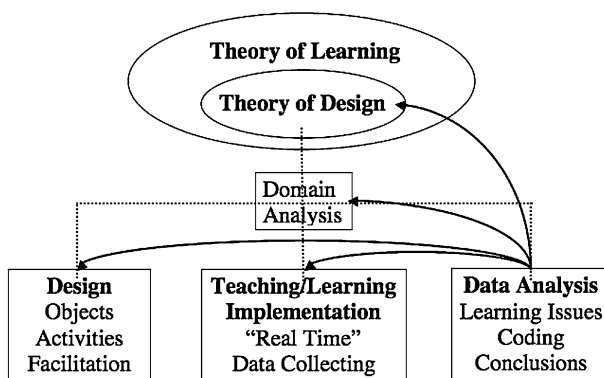 Theory of Learning
Theory of Design
Domain
Analysis
Design
Objects
Activities
Facilitation
Teaching/Learning
Implementation
“Real Time”
Data Collecting
Data Analysis
Learning Issues
Coding
Conclusions